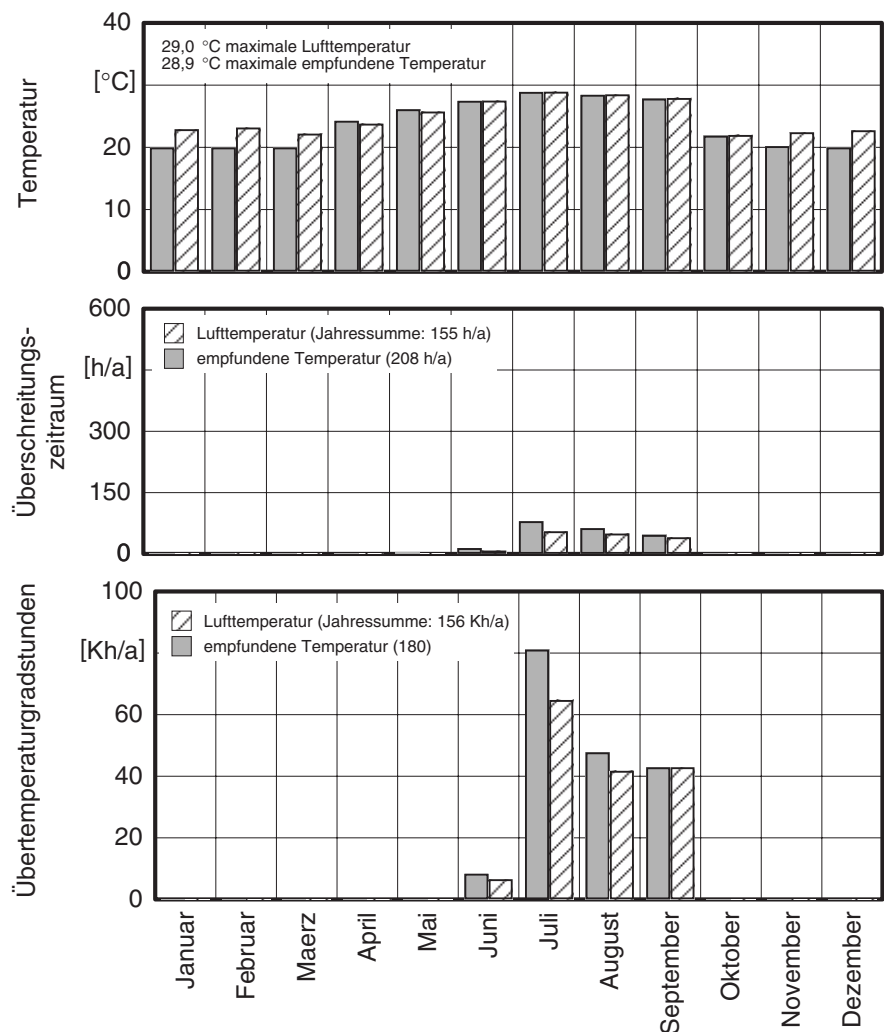 Temperatur
[°C]
40
20
10
0
29,0 °C maximale Lufttemperatur
28,9 °C maximale empfundene Temperatur
Überschreitungs-
zeitraum
[h/a]
600
300
150
0
Lufttemperatur (Jahressumme: 155 h/a)
empfundene Temperatur (208 h/a)
Übertemperaturgradstunden
[Kh/a]
100
60
40
20
0
Lufttemperatur (Jahressumme: 156 Kh/a)
empfundene Temperatur (180)
Januar
Februar
Maerz
April
Mai
Juni
Juli
August
September
Oktober
November
Dezember